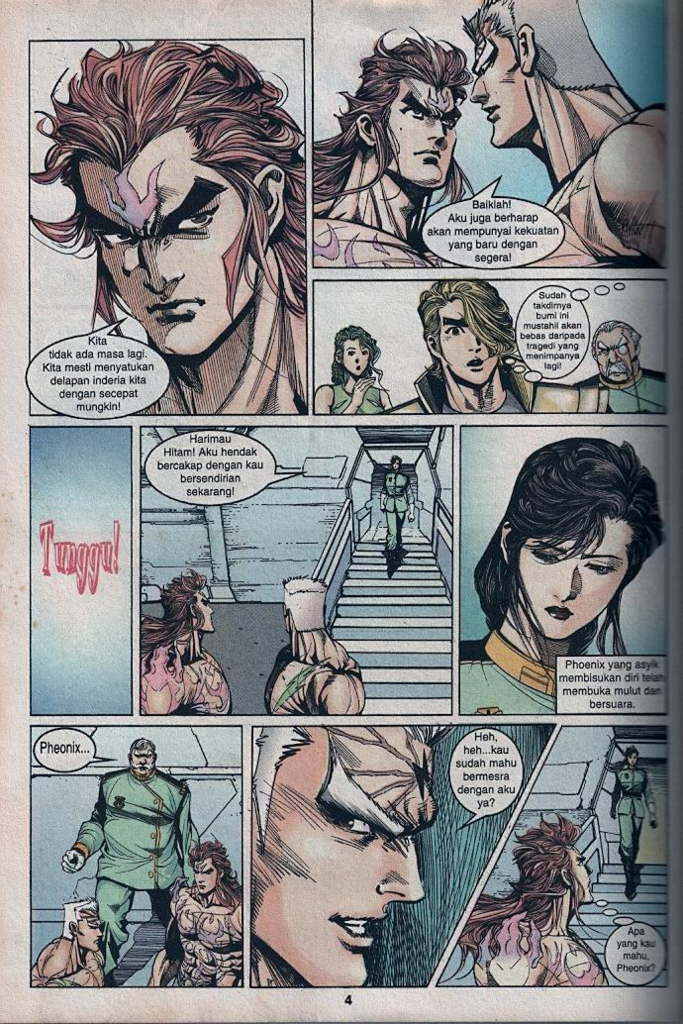 Kita
tidak ada masa lagi.
Kita mesti menyatukan
delapan inderia kita
dengan secepat
mungkin!
Baiklah!
Aku juga berharap
akan mempunyai kekuatan
yang baru dengan
segera!
Sudah
takdirnya
bumi ini
mustahil akan
bebas daripada
tragedi yang
menimpanya
lagi!
Tunggu!
Harimau
Hitam! Aku hendak
bercakap dengan kau
bersendirian
sekarang!
Phoenix yang asyik
membisukan diri telah
membuka mulut dan
bersuara.
Pheonix...
Heh,
heh...kau
sudah mahu
bermesra
dengan aku
ya?
Apa
yang kau
mahu,
Pheonix?
4